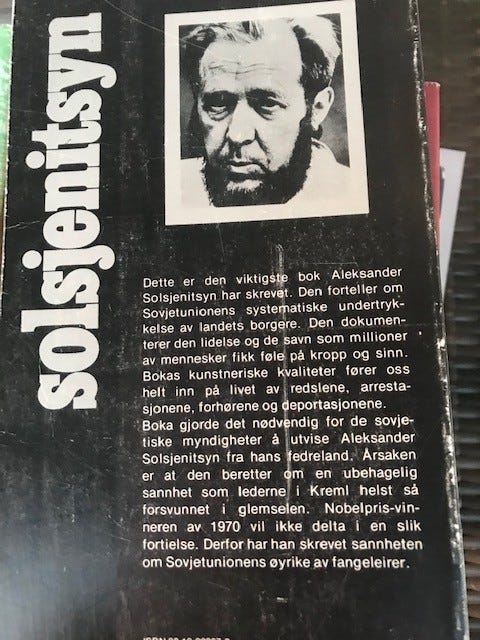 solsjenitsyn
Dette er den viktigste bok Aleksander
Solsjenitsyn har skrevet. Den forteller om
Sovjetunionens systematiske undertryk-
kelse av landets borgere. Den dokumen-
terer den lidelse og de savn som millioner
av mennesker fikk føle på kropp og sinn.
Bokas kunstneriske kvaliteter fører oss
helt inn på livet av redslene, arresta-
sjonene, forhørene og deportasjonene.
Boka gjorde det nødvendig for de sovje-
tiske myndigheter å utvise Aleksander
Solsjenitsyn fra hans fedreland. Årsaken
er at den beretter om en ubehagelig
sannhet som lederne i Kreml helst så
forsvunnet i glemselen. Nobelpris-vin-
neren av 1970 vil ikke delta i en slik
fortielse. Derfor har han skrevet sannheten
om Sovjetunionens øyrike av fangeleirer.